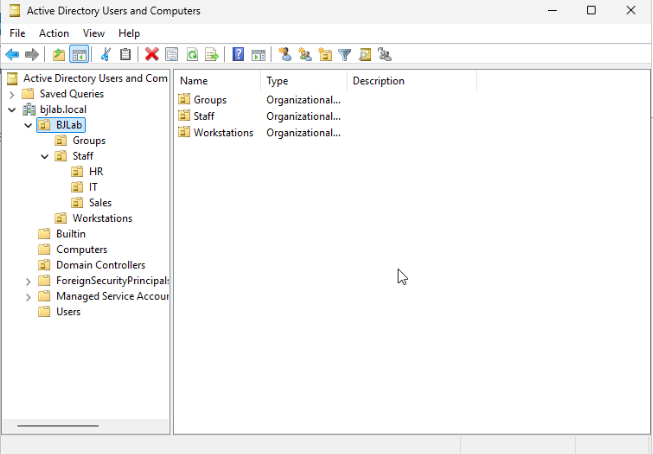 Active Directory Users and Computers
File Action View Help
Active Directory Users and Com
Saved Queries
bjlab.local
BJLab
Groups
Staff
HR
IT
Sales
Workstations
Builtin
Computers
Domain Controllers
ForeignSecurityPrincipals
Managed Service Accour
Users
Name Type Description
Groups Organizational...
Staff Organizational...
Workstations Organizational...